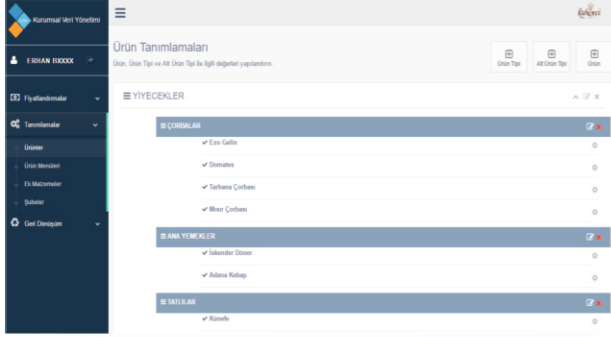 Kurumsal Veri Yönetimi
ERHAN BXXXX
Fiyatlandırmalar
Tanımlamalar
Ürünler
Ürün Menüleri
Ek Malzemeler
Şubeler
Geri Dönüşüm
Ürün Tanımlamaları
Ürün, Ürün Tipi ve Alt Ürün Tipi ile ilgili değerleri yapılandırın.
Ürün Tipi
Alt Ürün Tipi
Ürün
YİYECEKLER
ÇORBALAR
Ezo Gelin
Domates
Tarhana Çorbası
Mısır Çorbası
ANA YEMEKLER
İskender Döner
Adana Kebap
TATLILAR
Künefe